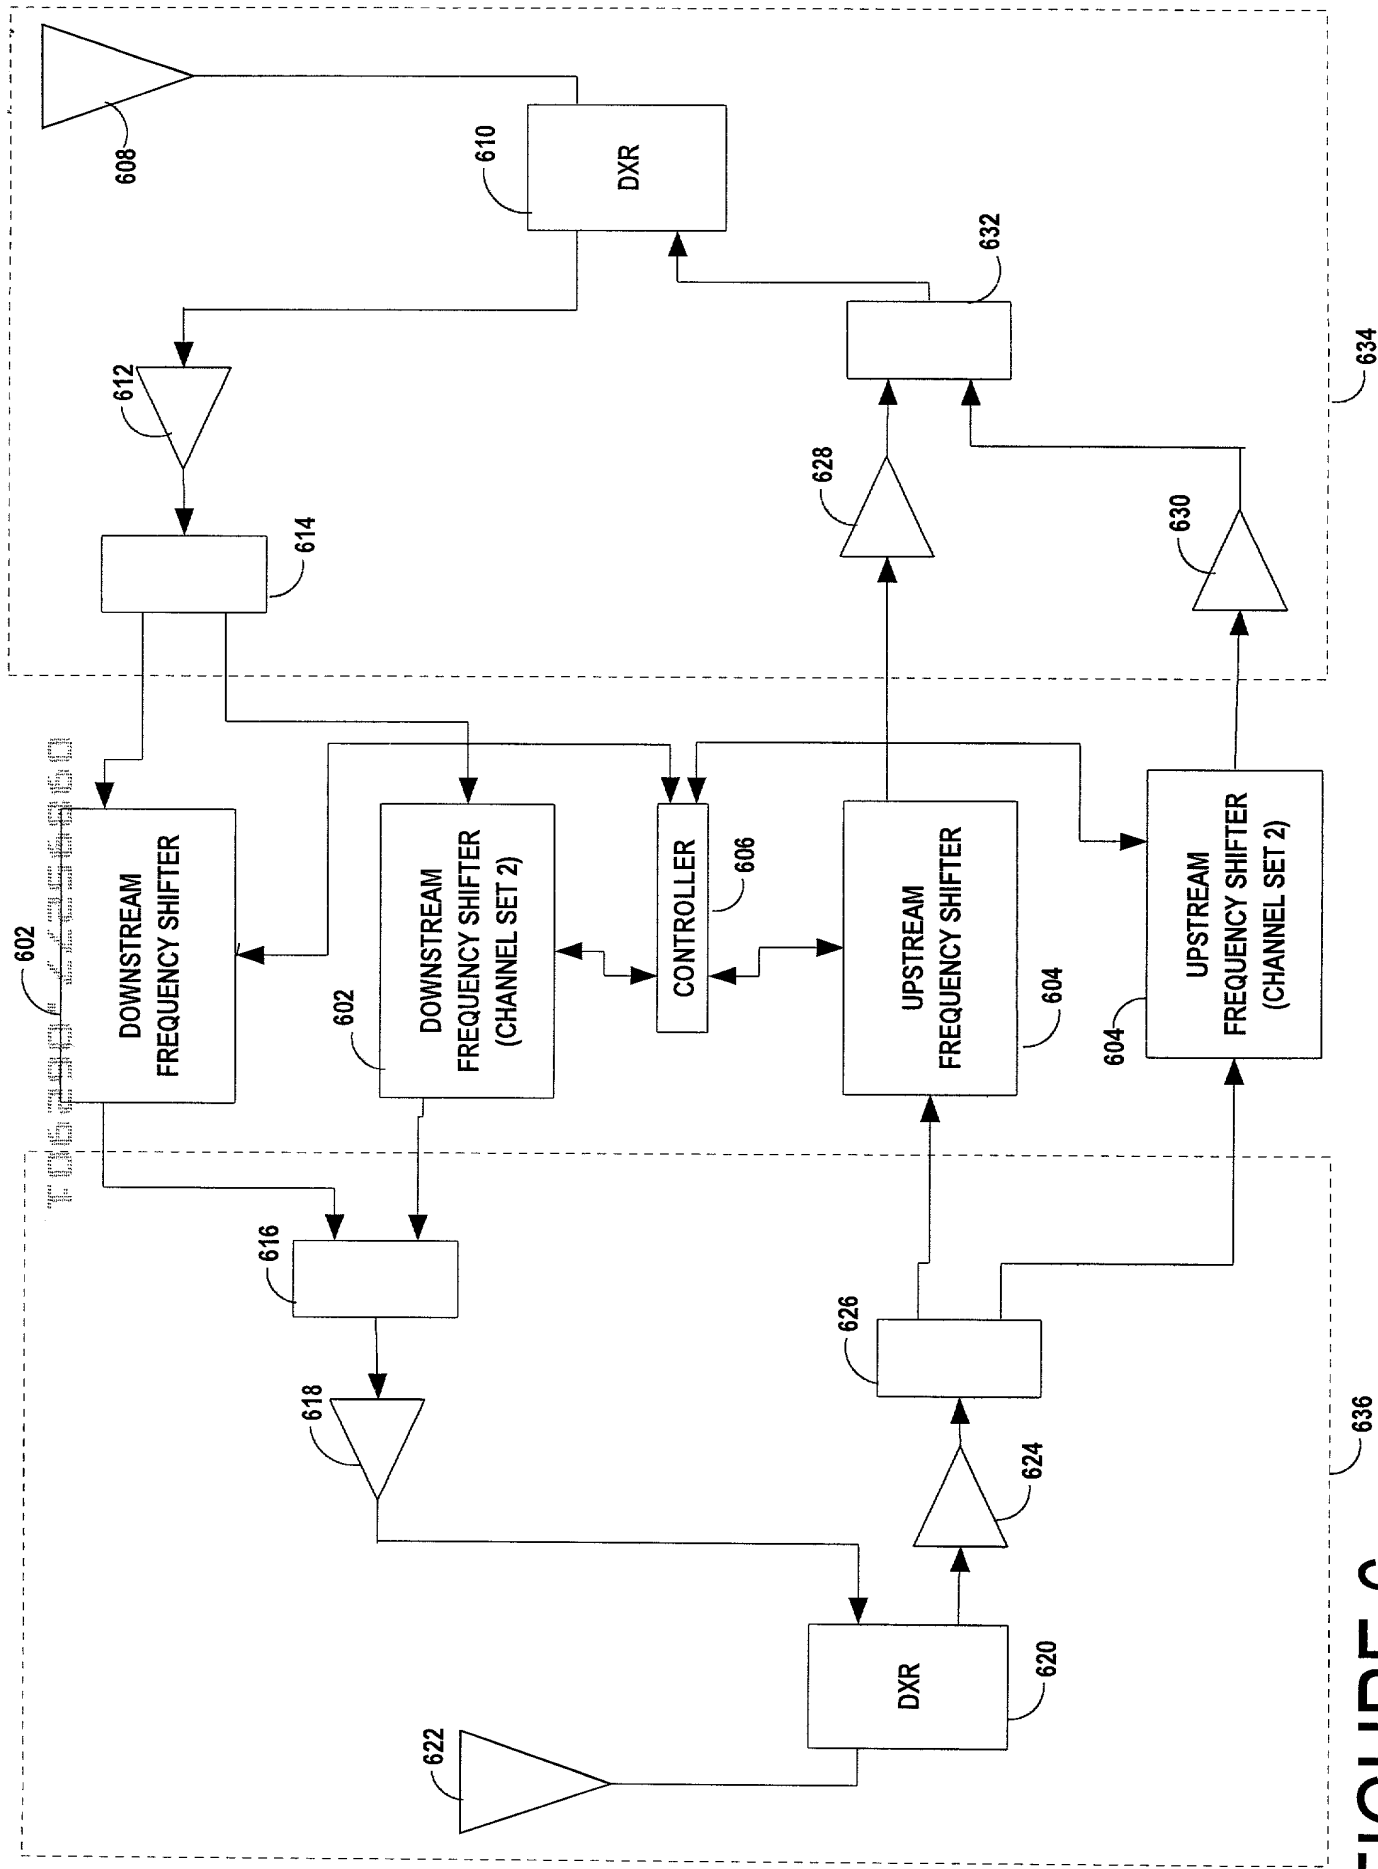 602
608
612
DOWNSTREAM
FREQUENCY SHIFTER
616
614
618
602
DOWNSTREAM
FREQUENCY SHIFTER
(CHANNEL SET 2)
622
610
DXR
CONTROLLER
606
628
626
DXR
UPSTREAM
FREQUENCY SHIFTER
632
620
624
604
604
630
UPSTREAM
FREQUENCY SHIFTER
(CHANNEL SET 2)
636
634
FIGURE